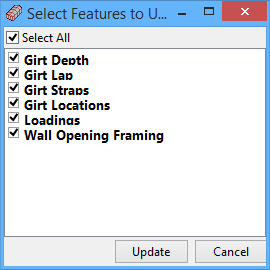 Select Features to U...
Select All
Girt Depth
Girt Lap
Girt Straps
Girt Locations
Loadings
Wall Opening Framing
Update
Cancel